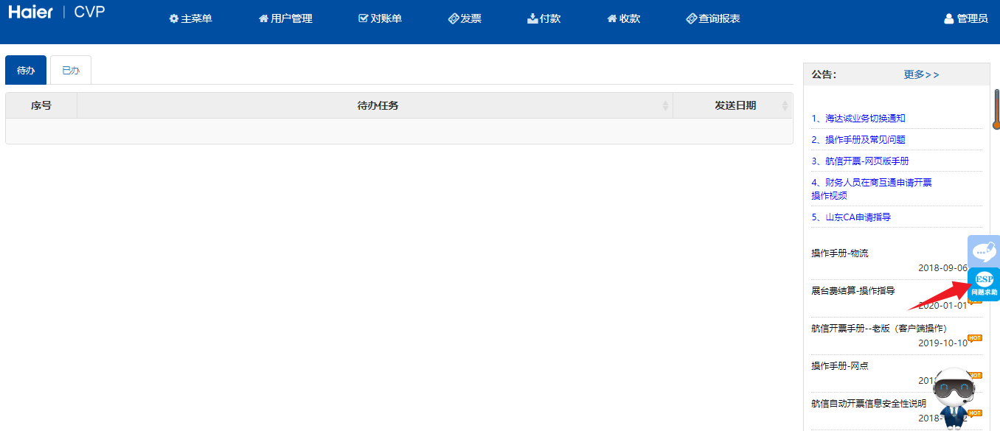 Haier | CVP
主菜单
用户管理
对账单
发票
付款
收款
查询报表
管理员
待办
已办
序号
待办任务
发送日期
公告：
更多>>
1、海达诚业务切换通知
2、操作手册及常见问题
3、航信开票-网页版手册
4、财务人员在商互通申请开票
操作视频
5、山东CA申请指导
ESP
问题求助
操作手册-物流
2018-09-06
展台费结算-操作指导
2020-01-01
航信开票手册--老版（客户端操作）
2019-10-10
HOT
操作手册-网点
HOT
航信自动开票信息安全性说明
2018-
HOT